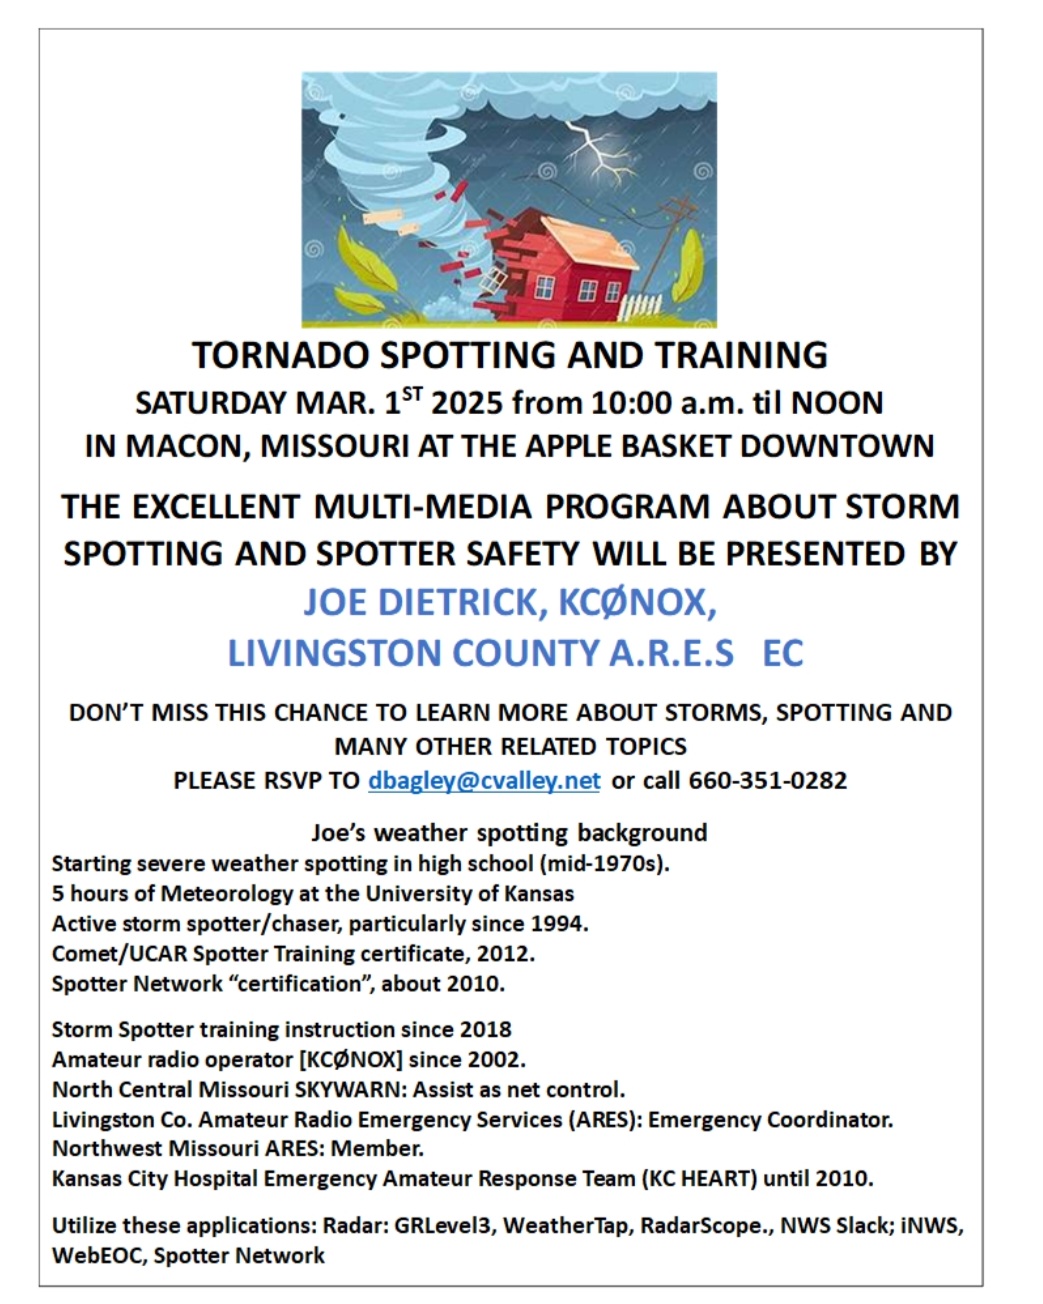 TORNADO SPOTTING AND TRAINING
SATURDAY MAR. 1ST 2025 from 10:00 a.m. til NOON
IN MACON, MISSOURI AT THE APPLE BASKET DOWNTOWN
THE EXCELLENT MULTI-MEDIA PROGRAM ABOUT STORM
SPOTTING AND SPOTTER SAFETY WILL BE PRESENTED BY
JOE DIETRICK, KCØNOX,
LIVINGSTON COUNTY A.R.E.S EC
DON’T MISS THIS CHANCE TO LEARN MORE ABOUT STORMS, SPOTTING AND
MANY OTHER RELATED TOPICS
PLEASE RSVP TO dbagley@cvalley.net or call 660-351-0282
Joe’s weather spotting background
Starting severe weather spotting in high school (mid-1970s).
5 hours of Meteorology at the University of Kansas
Active storm spotter/chaser, particularly since 1994.
Comet/UCAR Spotter Training certificate, 2012.
Spotter Network “certification”, about 2010.
Storm Spotter training instruction since 2018
Amateur radio operator [KCØNOX] since 2002.
North Central Missouri SKYWARN: Assist as net control.
Livingston Co. Amateur Radio Emergency Services (ARES): Emergency Coordinator.
Northwest Missouri ARES: Member.
Kansas City Hospital Emergency Amateur Response Team (KC HEART) until 2010.
Utilize these applications: Radar: GRLevel3, WeatherTap, RadarScope., NWS Slack; iNWS,
WebEOC, Spotter Network